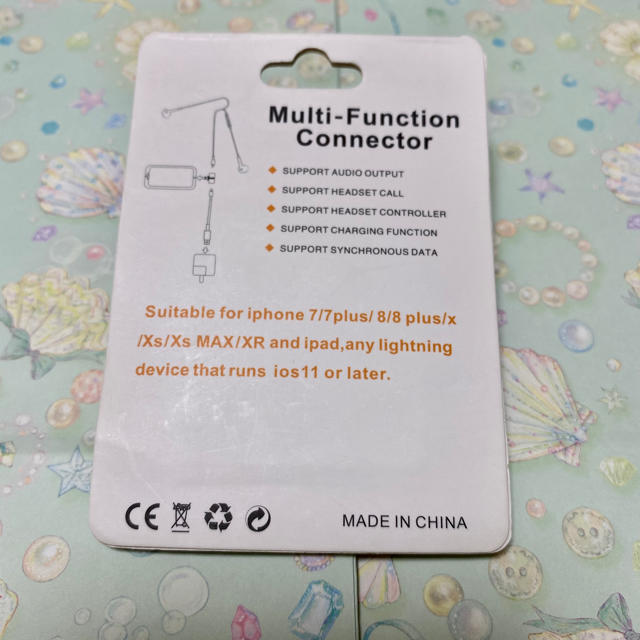 Multi-Function
Connector
SUPPORT AUDIO OUTPUT
SUPPORT HEADSET CALL
SUPPORT HEADSET CONTROLLER
SUPPORT CHARGING FUNCTION
SUPPORT SYNCHRONOUS DATA
Suitable for iphone 7/7plus/ 8/8 plus/x
/Xs/Xs MAX/XR and ipad,any lightning
device that runs ios11 or later.
CE
MADE IN CHINA